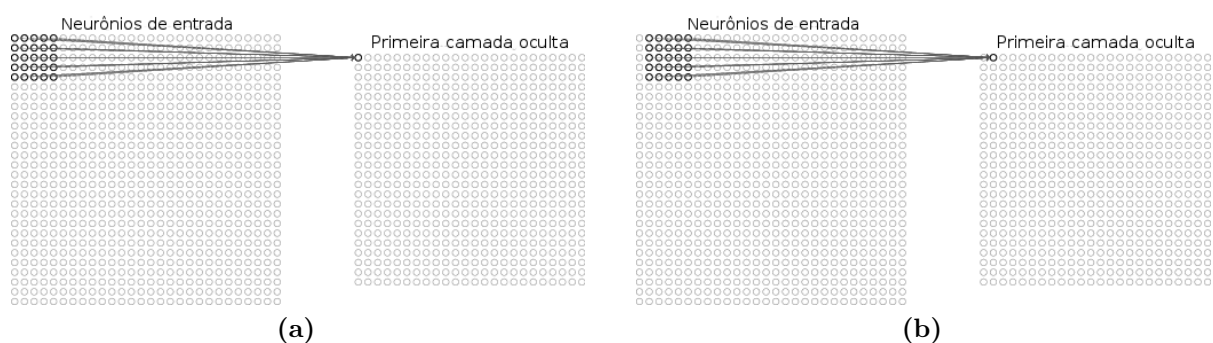 Neurônios de entrada
Primeira camada oculta
(a)
Neurônios de entrada
Primeira camada oculta
(b)